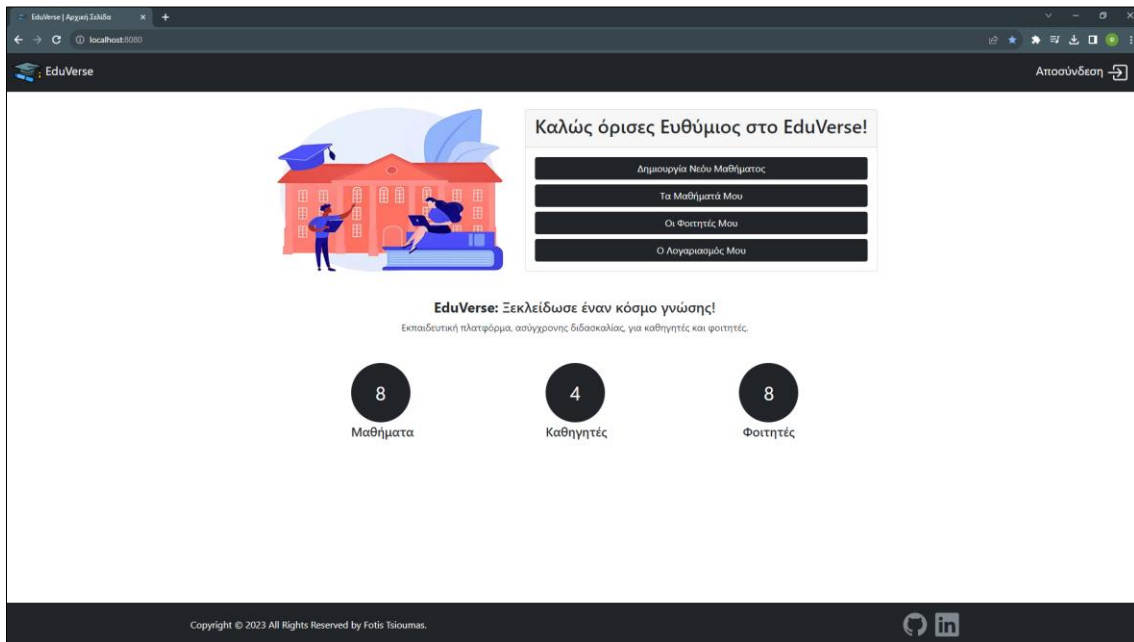 EduVerse | Αρχική Σελίδα
localhost:8080
EduVerse
Αποσύνδεση
Καλώς όρισες Ευθύμιος στο EduVerse!
Δημιουργία Νέου Μαθήματος
Τα Μαθήματά Μου
Οι Φοιτητές Μου
Ο Λογαριασμός Μου
EduVerse: Ξεκλείδωσε έναν κόσμο γνώσης!
Εκπαιδευτική πλατφόρμα, ασύγχρονης διδασκαλίας, για καθηγητές και φοιτητές.
8 4 8
Μαθήματα Καθηγητές Φοιτητές
Copyright © 2023 All Rights Reserved by Fotis Tsioumas.
in